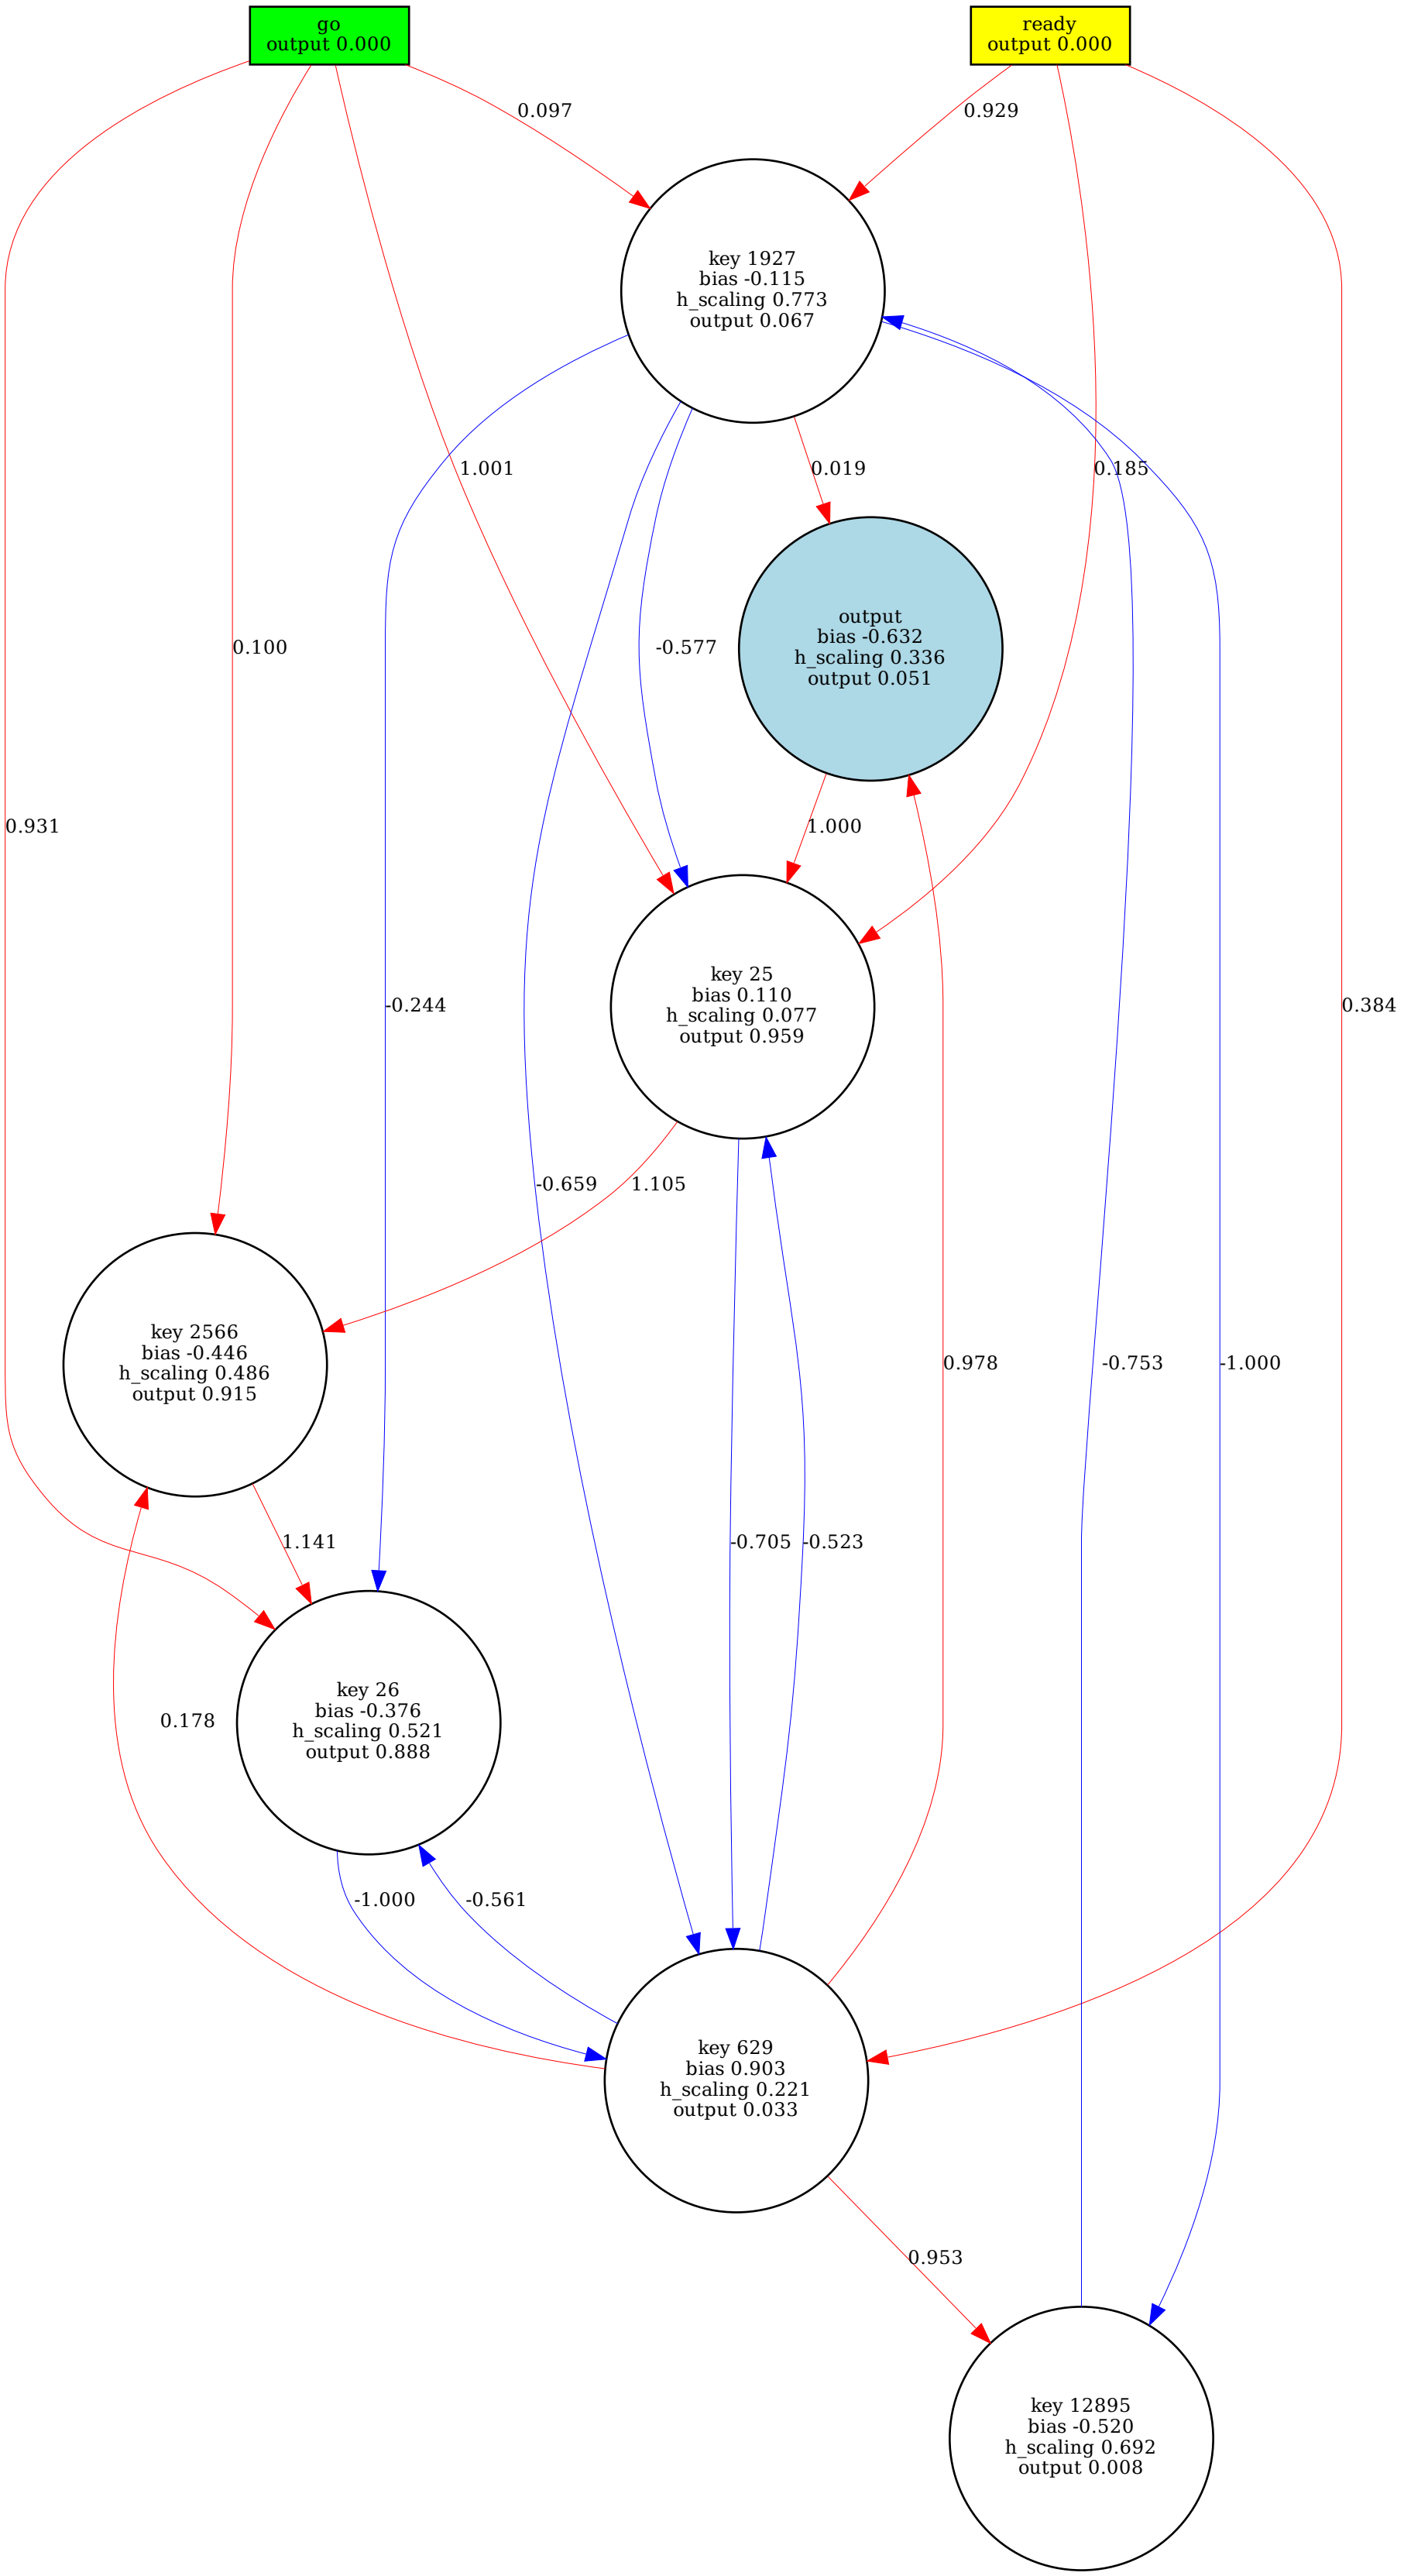 go
output 0.000
ready
output 0.000
0.097
0.929
key 1927
bias -0.115
h_scaling 0.773
output 0.067
1.001
0.019
0.185
0.100
-0.577
output
bias -0.632
h_scaling 0.336
output 0.051
0.931
1.000
-0.244
key 25
bias 0.110
h_scaling 0.077
output 0.959
0.384
-0.659
1.105
key 2566
bias -0.446
h_scaling 0.486
output 0.915
0.978
-0.753
-1.000
1.141
-0.705
-0.523
0.178
key 26
bias -0.376
h_scaling 0.521
output 0.888
-1.000
-0.561
key 629
bias 0.903
h_scaling 0.221
output 0.033
0.953
key 12895
bias -0.520
h_scaling 0.692
output 0.008